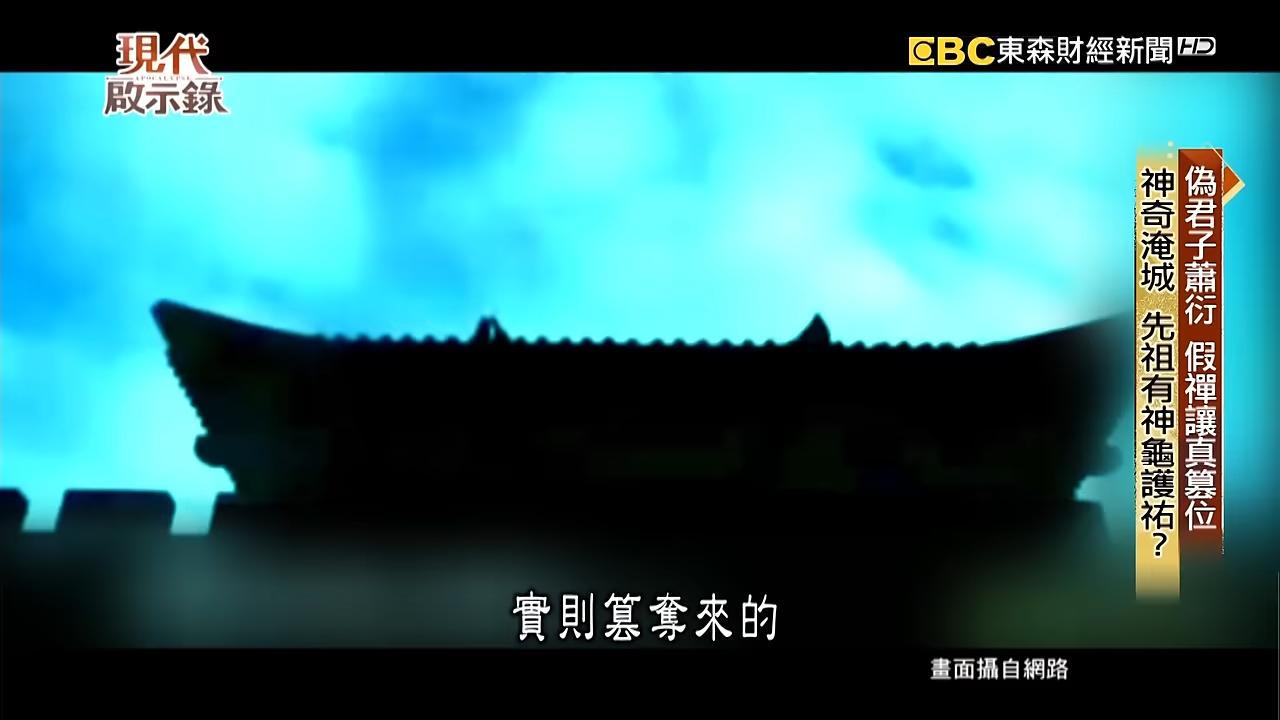 現代
APOCALYPSE
啟示錄
EBC東森財經新聞HD
偽君子蕭衍 假禪讓真篡位
神奇淹城 先祖有神龜護祐？
實則篡奪來的
畫面攝自網路